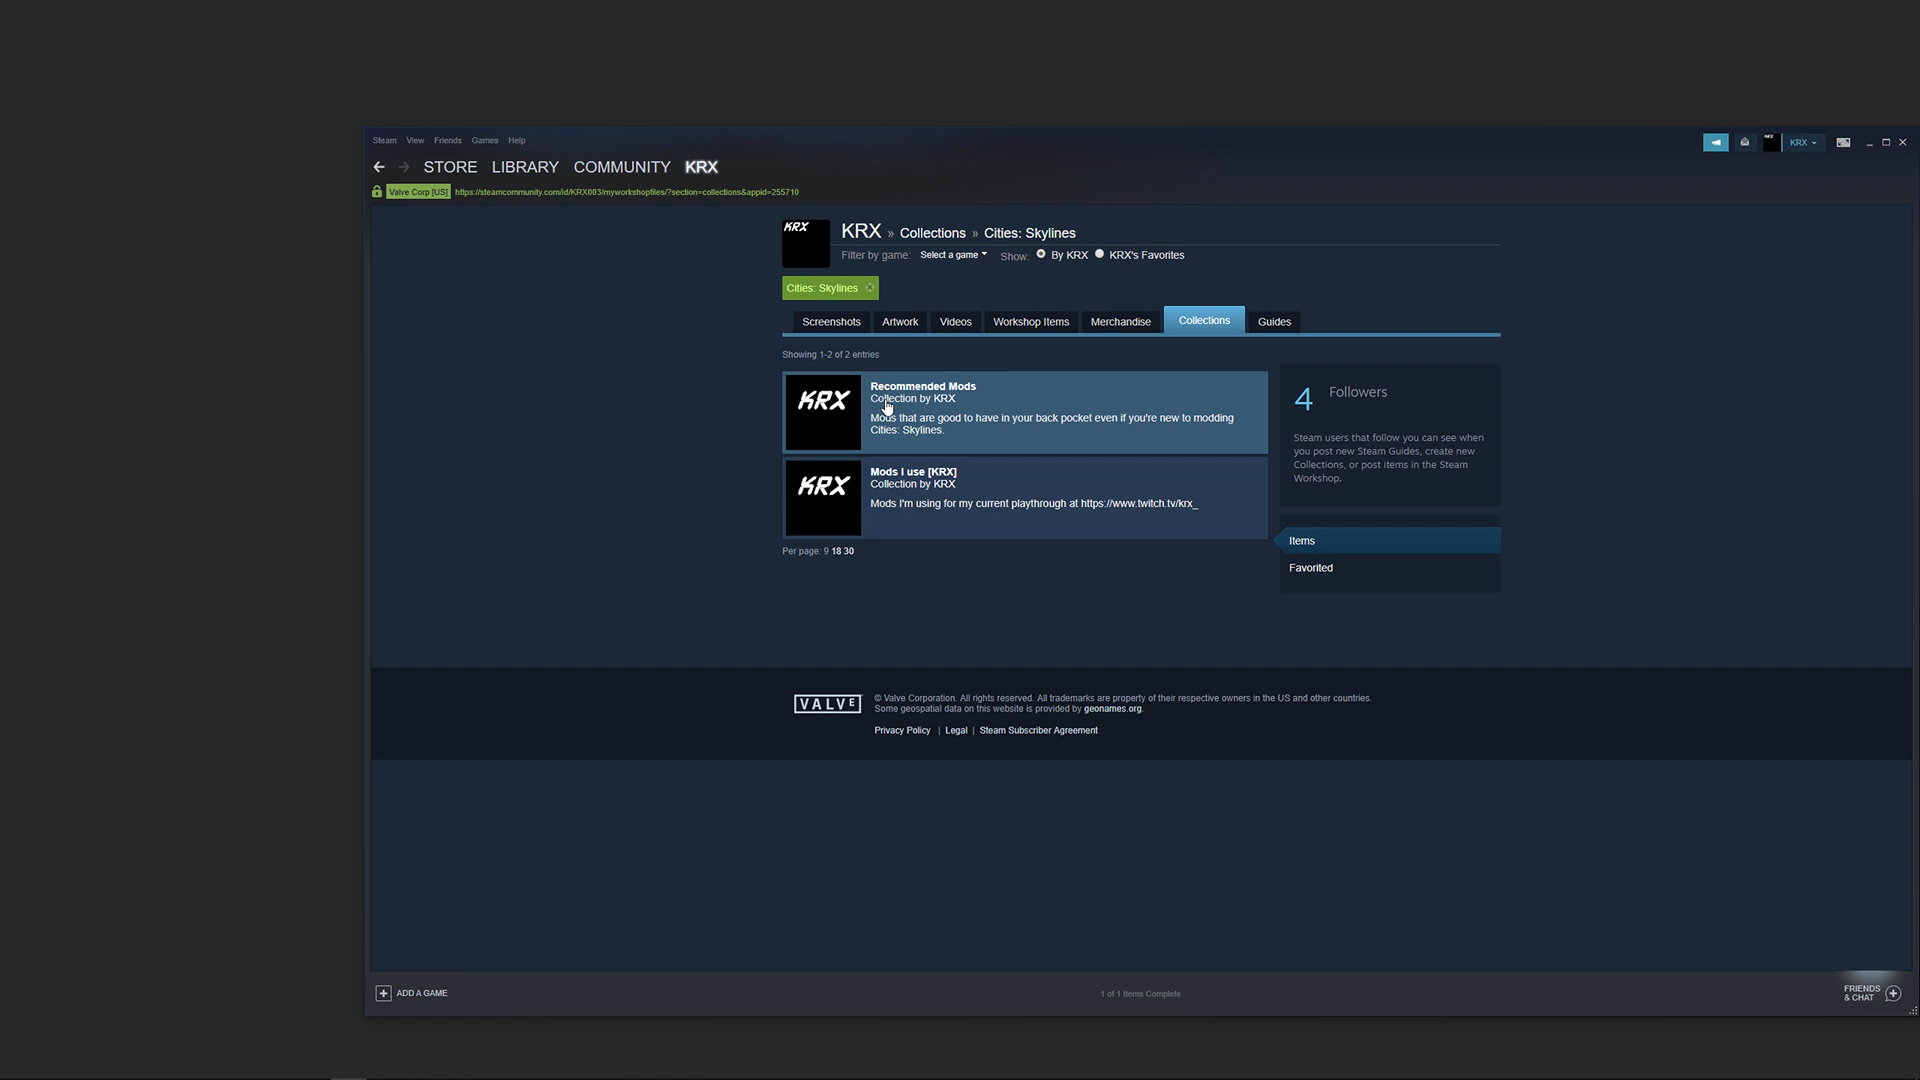 Steam View Friends Games Help
KRX
STORE LIBRARY COMMUNITY KRX
Valve Corp [US] https://steamcommunity.com/id/KRX003/myworkshopfiles/?section=collections&appid=255710
KRX
KRX » Collections » Cities: Skylines
Filter by game: Select a game Show: By KRX KRX's Favorites
Cities: Skylines
Screenshots Artwork Videos Workshop Items Merchandise Collections Guides
Showing 1-2 of 2 entries
KRX
Recommended Mods
Collection by KRX
Mods that are good to have in your back pocket even if you're new to modding
Cities: Skylines.
KRX
Mods I use [KRX]
Collection by KRX
Mods I'm using for my current playthrough at https://www.twitch.tv/krx_
Per page: 9 18 30
4 Followers
Steam users that follow you can see when
you post new Steam Guides, create new
Collections, or post items in the Steam
Workshop.
Items
Favorited
VALVE
© Valve Corporation. All rights reserved. All trademarks are property of their respective owners in the US and other countries.
Some geospatial data on this website is provided by geonames.org.
Privacy Policy | Legal | Steam Subscriber Agreement
ADD A GAME
1 of 1 Items Complete
FRIENDS
& CHAT